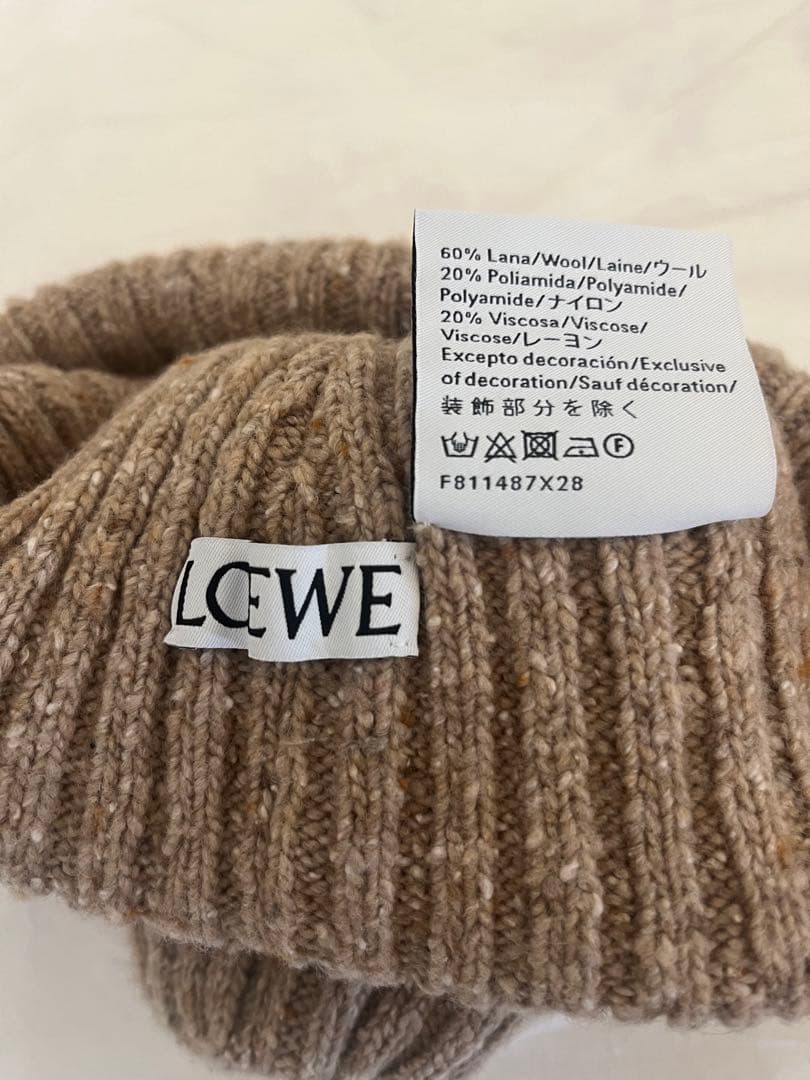 60% Lana/Wool/Laine/ウール
20% Poliamida/Polyamide/
Polyamide/ナイロン
20% Viscosa/Viscose/
Viscose/レーヨン
Excepto decoración/Exclusive
of decoration/Sauf décoration/
装飾部分を除く
F
F811487X28
LOEWE